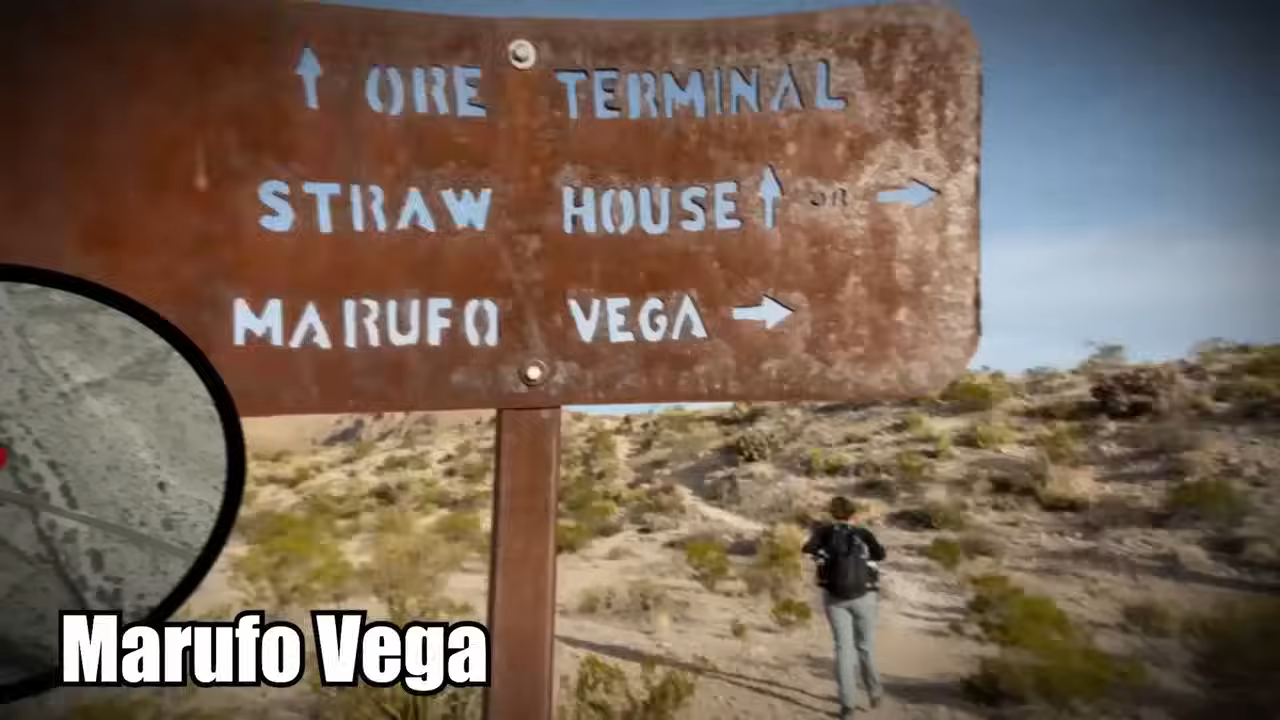 ↑ ORE TERMINAL
STRAW HOUSE ↑ OR →
MARUFO VEGA →
Marufo Vega